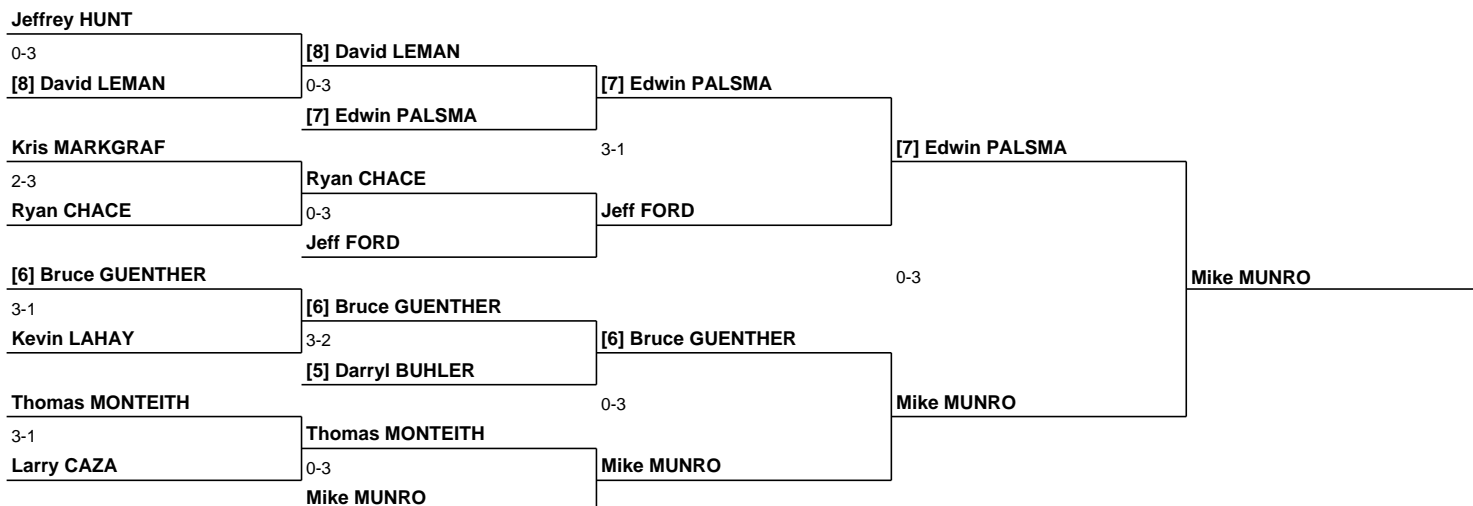 Jeffrey HUNT
0-3
[8] David LEMAN
[8] David LEMAN
0-3
[7] Edwin PALSMA
[7] Edwin PALSMA
Kris MARKGRAF
2-3
Ryan CHACE
Ryan CHACE
0-3
Jeff FORD
3-1
Jeff FORD
[7] Edwin PALSMA
[6] Bruce GUENTHER
3-1
Kevin LAHAY
[6] Bruce GUENTHER
3-2
[5] Darryl BUHLER
[6] Bruce GUENTHER
0-3
Mike MUNRO
Thomas MONTEITH
3-1
Larry CAZA
Thomas MONTEITH
0-3
Mike MUNRO
0-3
Mike MUNRO
Mike MUNRO